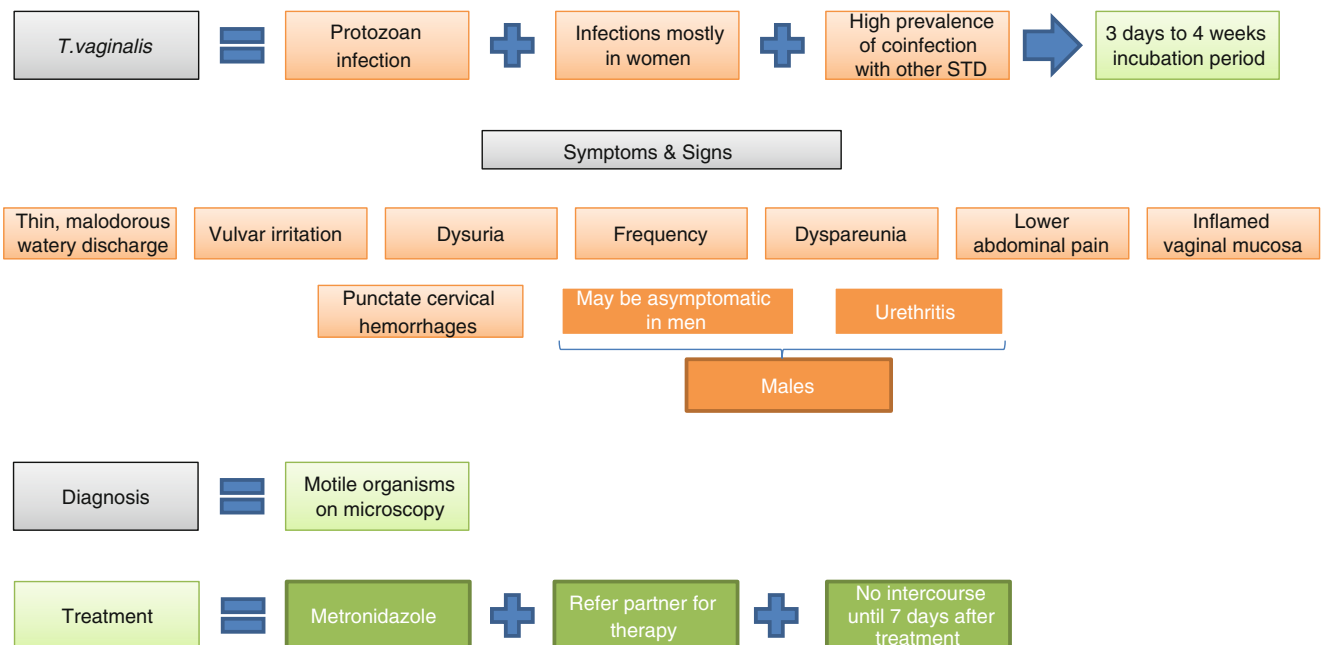 T.vaginalis
Protozoan
infection
Infections mostly
in women
High prevalence
of coinfection
with other STD
3 days to 4 weeks
incubation period
Symptoms & Signs
Thin, malodorous
watery discharge
Vulvar irritation
Dysuria
Frequency
Dyspareunia
Lower
abdominal pain
Inflamed
vaginal mucosa
Punctate cervical
hemorrhages
May be asymptomatic
in men
Urethritis
Males
Diagnosis
Motile organisms
on microscopy
Treatment
Metronidazole
Refer partner for
therapy
No intercourse
until 7 days after
treatment